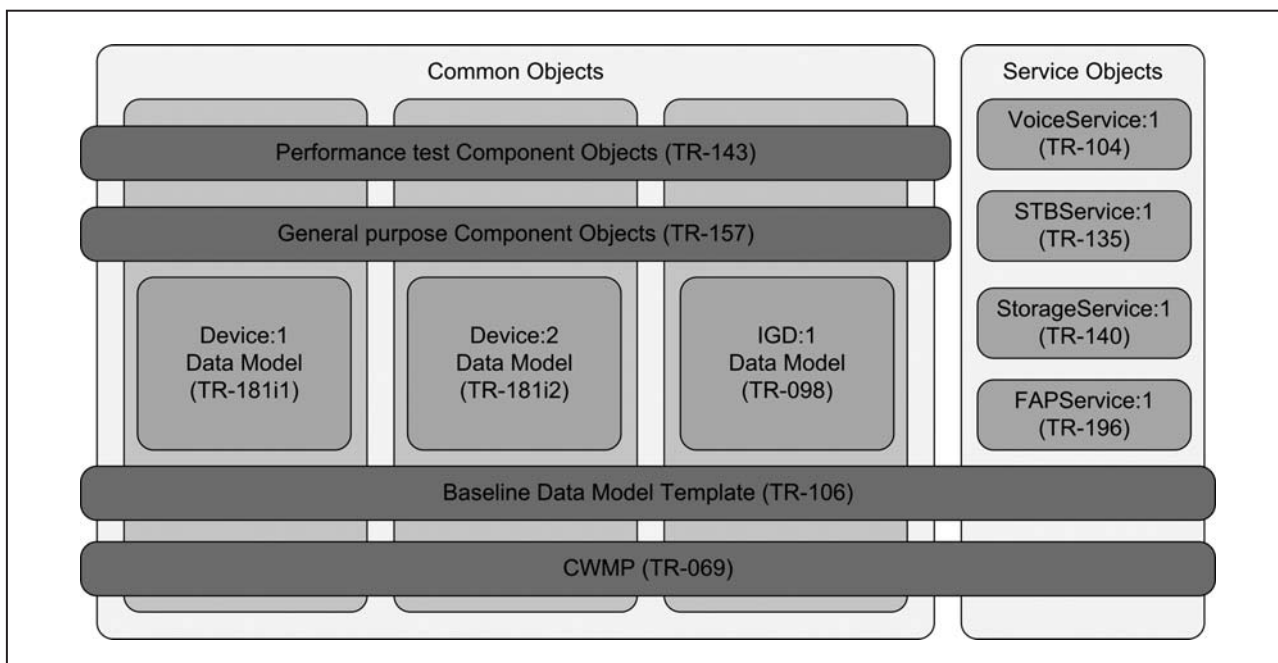 Common Objects
Service Objects
Performance test Component Objects (TR-143)
General purpose Component Objects (TR-157)
Device:1
Data Model
(TR-181i1)
Device:2
Data Model
(TR-181i2)
IGD:1
Data Model
(TR-098)
VoiceService:1
(TR-104)
STBService:1
(TR-135)
StorageService:1
(TR-140)
FAPService:1
(TR-196)
Baseline Data Model Template (TR-106)
CWMP (TR-069)